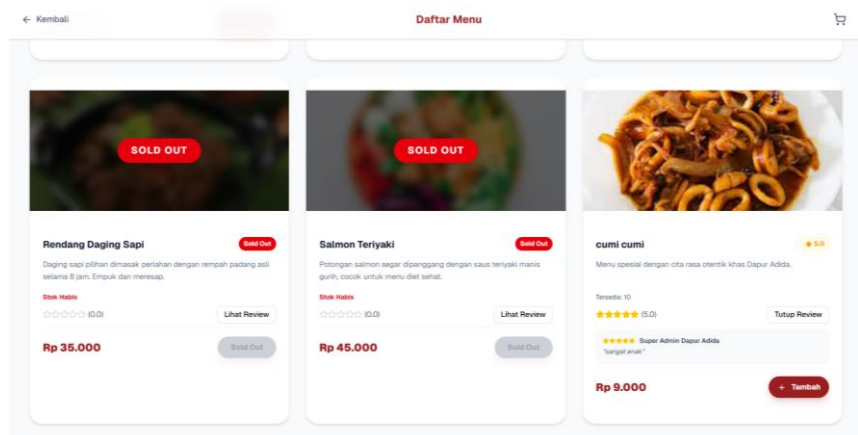 ← Kembali
Daftar Menu
SOLD OUT
SOLD OUT
Rendang Daging Sapi
Sold Out
Daging sapi pilihan dimasak perlahan dengan rempah padang asli
selama 8 jam. Empuk dan meresap.
Stok Habis
(0.0)
Lihat Review
Rp 35.000
Sold Out
Salmon Teriyaki
Sold Out
Potongan salmon segar dipanggang dengan saus teriyaki manis
gurih, cocok untuk menu diet sehat.
Stok Habis
(0.0)
Lihat Review
Rp 45.000
Sold Out
cumi cumi
★ 5.0
Menu spesial dengan cita rasa otentik khas Dapur Adida.
Tersedia: 10
★★★★★ (5.0)
Tutup Review
★★★★★ Super Admin Dapur Adida
"sangat enak"
Rp 9.000
+ Tambah